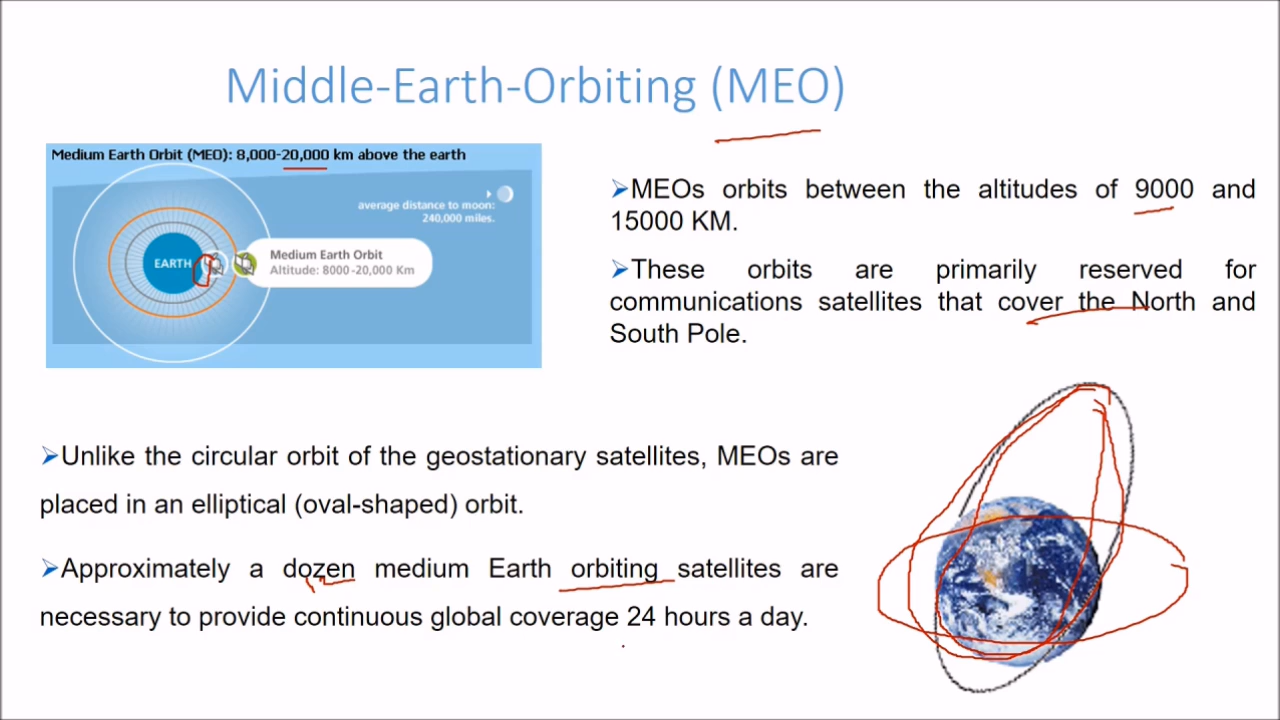 Middle-Earth-Orbiting (MEO)
Medium Earth Orbit (MEO): 8,000-20,000 km above the earth
average distance to moon:
240,000 miles.
EARTH
Medium Earth Orbit
Altitude: 8000 -20,000 Km
➢MEOs orbits between the altitudes of 9000 and
15000 KM.
➢These orbits are primarily reserved for
communications satellites that cover the North and
South Pole.
➢Unlike the circular orbit of the geostationary satellites, MEOs are
placed in an elliptical (oval-shaped) orbit.
➢Approximately a dozen medium Earth orbiting satellites are
necessary to provide continuous global coverage 24 hours a day.